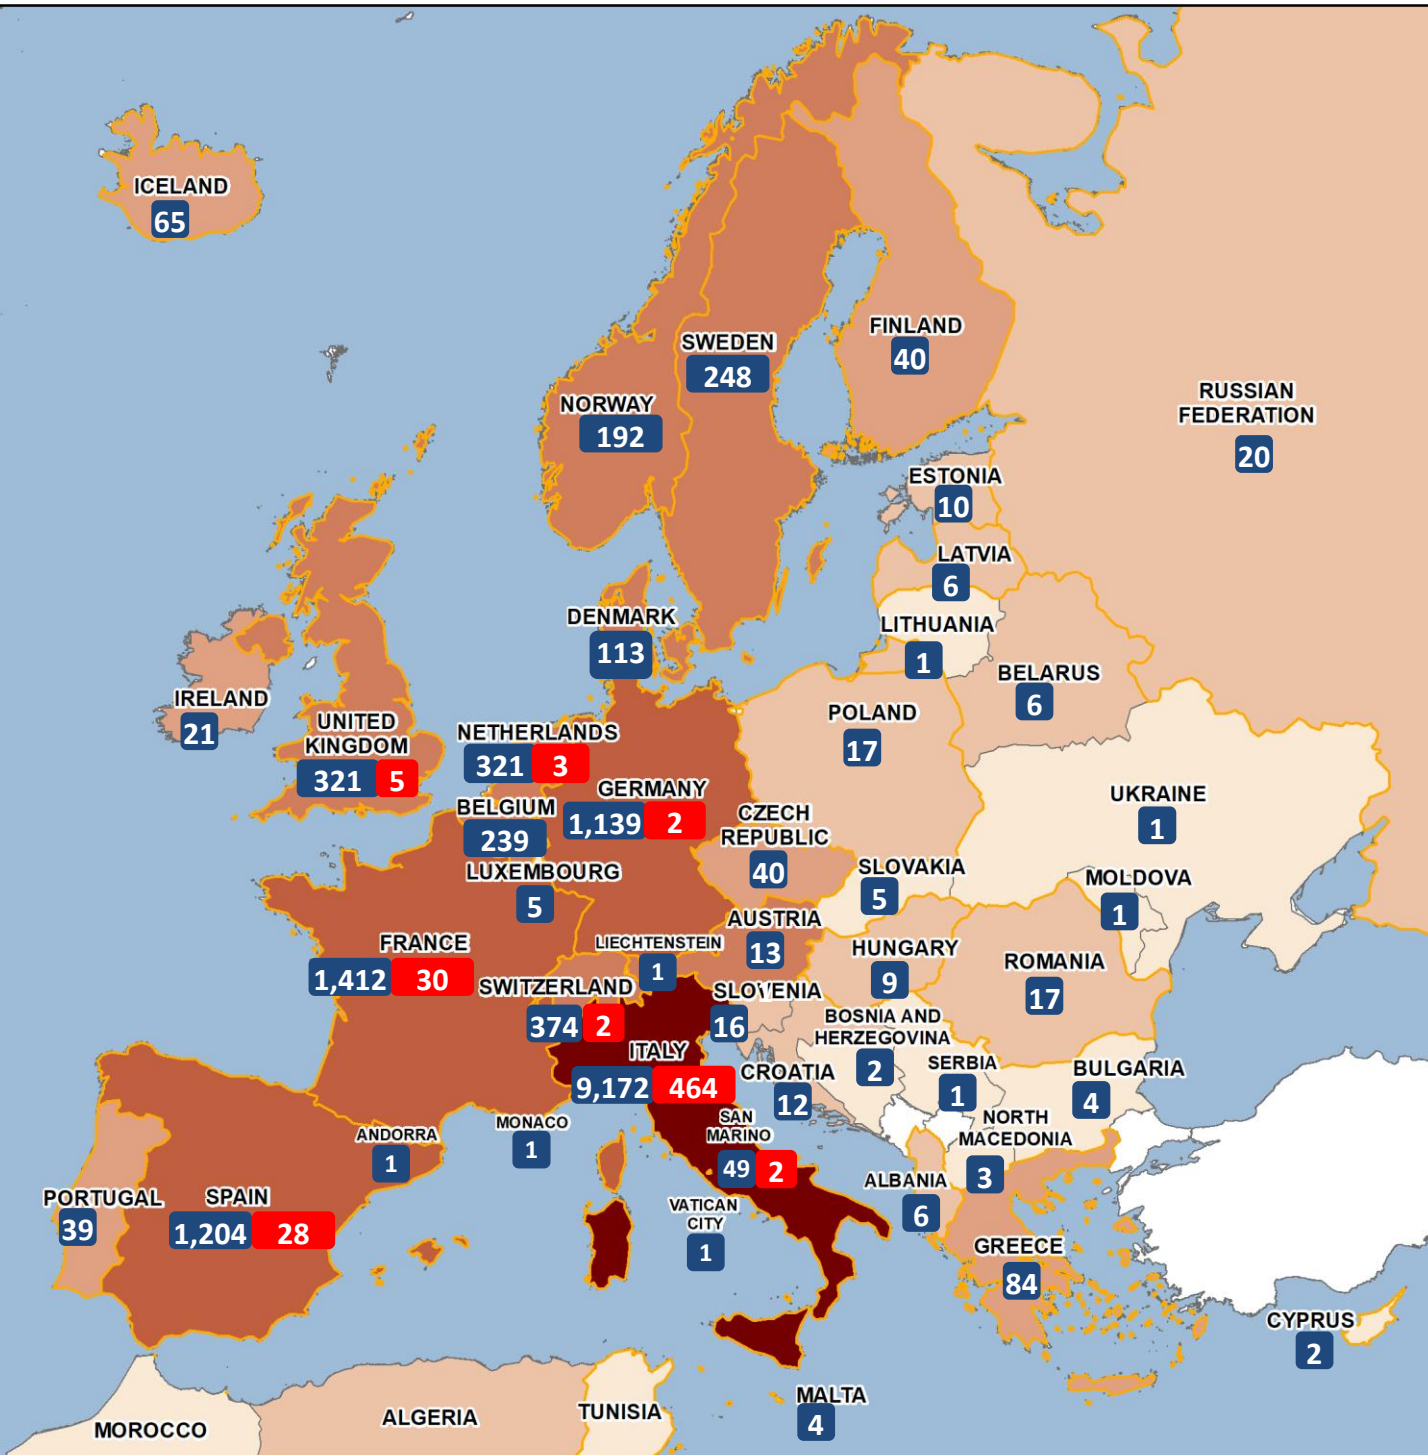 ICELAND
65
SWEDEN
248
FINLAND
40
NORWAY
192
RUSSIAN
FEDERATION
20
ESTONIA
10
LATVIA
6
LITHUANIA
1
BELARUS
6
DENMARK
113
IRELAND
21
UNITED
KINGDOM
321 5
NETHERLANDS
321 3
GERMANY
1,139 2
BELGIUM
239
LUXEMBOURG
5
POLAND
17
CZECH
REPUBLIC
40
UKRAINE
1
SLOVAKIA
5
MOLDOVA
1
AUSTRIA
13
FRANCE
1,412 30
LIECHTENSTEIN
1
HUNGARY
9
ROMANIA
17
SWITZERLAND
374 2
SLOVENIA
16
BOSNIA AND
HERZEGOVINA
2
ITALY
9,172 464
CROATIA
12
SERBIA
1
BULGARIA
4
MONACO
1
ANDORRA
1
SAN
MARINO
49 2
NORTH
MACEDONIA
3
ALBANIA
6
PORTUGAL
39
SPAIN
1,204 28
VATICAN
CITY
1
GREECE
84
CYPRUS
2
MALTA
4
MOROCCO
ALGERIA
TUNISIA